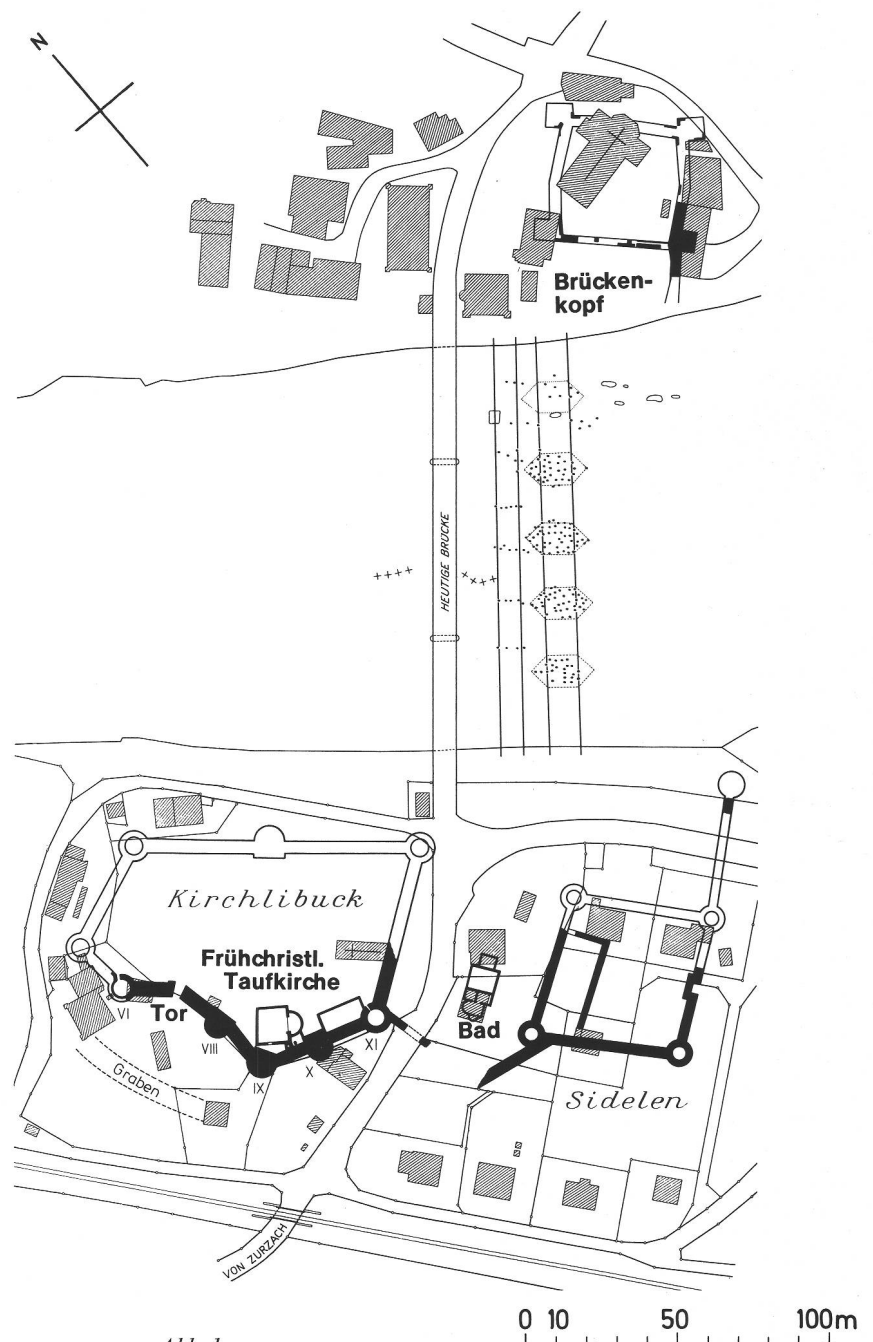 N
Brücken-
kopf
HEUTIGE BRÜCKE
Kirchlibuck
Frühchristl.
Taufkirche
Tor
VI
VIII
IX
X
XI
Bad
Graben
Sidelen
VON ZURZACH
0 10 50 100m